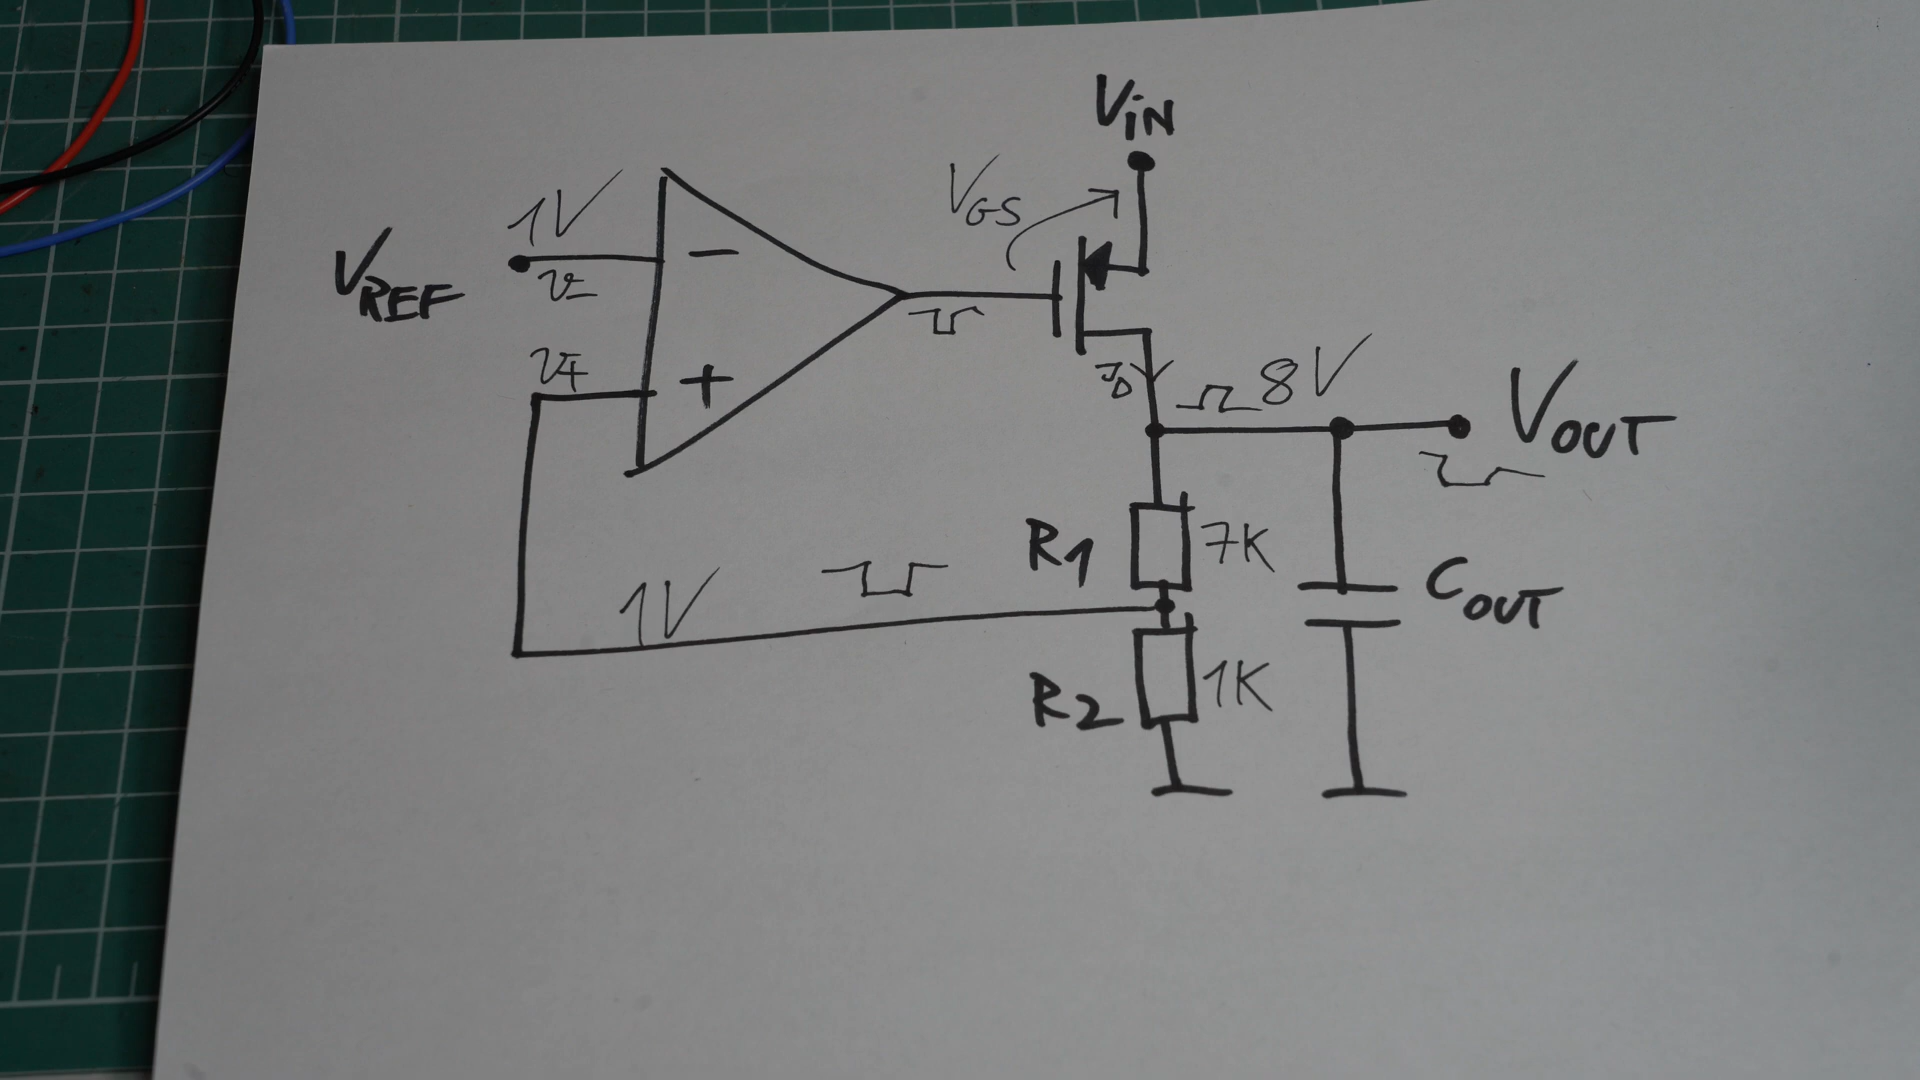 VIN
VGS
1V
VREF
V-
−
V+
+
ID
8V
VOUT
R1
7K
COUT
1V
R2
1K